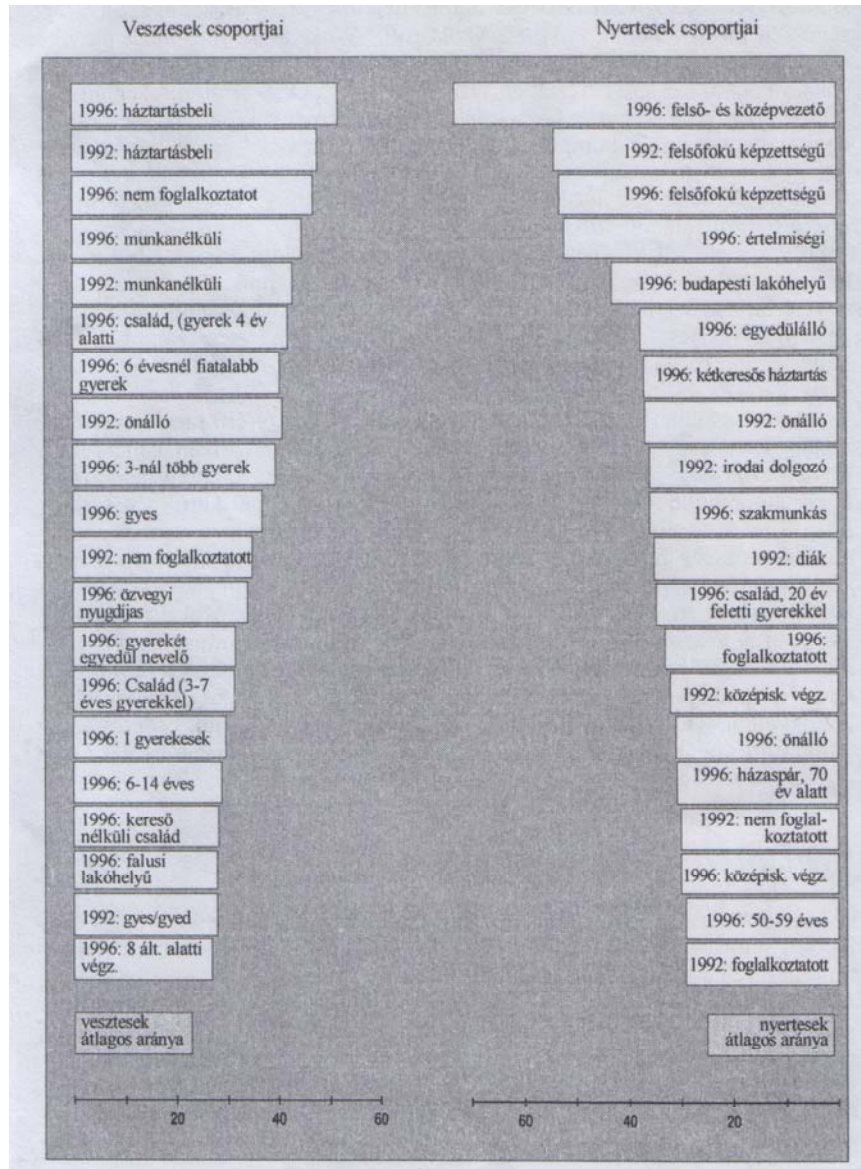 Vesztesek csoportjai
1996: háztartásbeli
1992: háztartásbeli
1996: nem foglalkoztatot
1996: munkanélküli
1992: munkanélküli
1996: család, (gyerek 4 év
alatti
1996: 6 évesnél fiatalabb
gyerek
1992: önálló
1996: 3-nál több gyerek
1996: gyes
1992: nem foglalkoztatott
1996: özvegyi
nyugdíjas
1996: gyerekét
egyedül nevelő
1996: Család (3-7
éves gyerekkel)
1996: 1 gyerekesek
1996: 6-14 éves
1996: kereső
nélküli család
1996: falusi
lakóhelyű
1992: gyes/gyed
1996: 8 ált. alatti
végz.
vesztesek
átlagos aránya
20 40 60
Nyertesek csoportjai
1996: felső- és középvezető
1992: felsőfokú képzettségű
1996: felsőfokú képzettségű
1996: értelmiségi
1996: budapesti lakóhelyű
1996: egyedülálló
1996: kétkeresős háztartás
1992: önálló
1992: irodai dolgozó
1996: szakmunkás
1992: diák
1996: család, 20 év
feletti gyerekkel
1996:
foglalkoztatott
1992: középisk. végz.
1996: önálló
1996: házaspár, 70
év alatt
1992: nem foglal-
koztatott
1996: középisk. végz.
1996: 50-59 éves
1992: foglalkoztatott
nyertesek
átlagos aránya
60 40 20